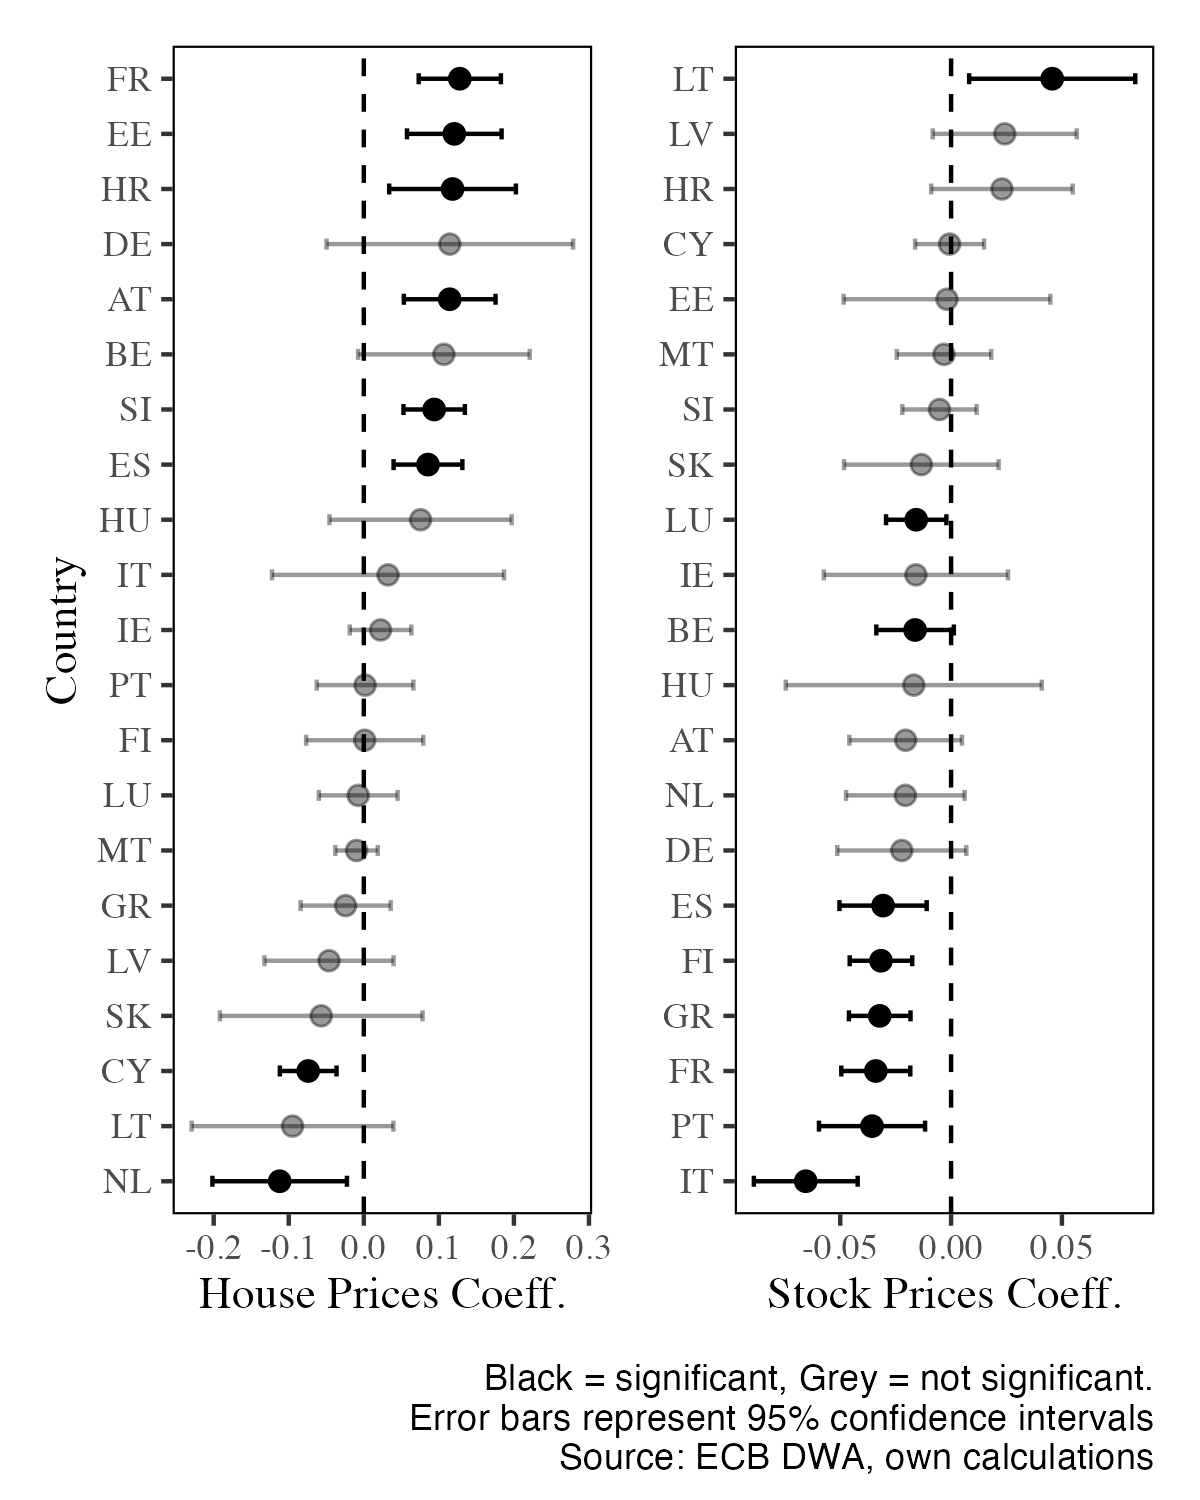 Country
FR
EE
HR
DE
AT
BE
SI
ES
HU
IT
IE
PT
FI
LU
MT
GR
LV
SK
CY
LT
NL
-0.2 -0.1 0.0 0.1 0.2 0.3
House Prices Coeff.
LT
LV
HR
CY
EE
MT
SI
SK
LU
IE
BE
HU
AT
NL
DE
ES
FI
GR
FR
PT
IT
-0.05 0.00 0.05
Stock Prices Coeff.
Black = significant, Grey = not significant.
Error bars represent 95% confidence intervals
Source: ECB DWA, own calculations